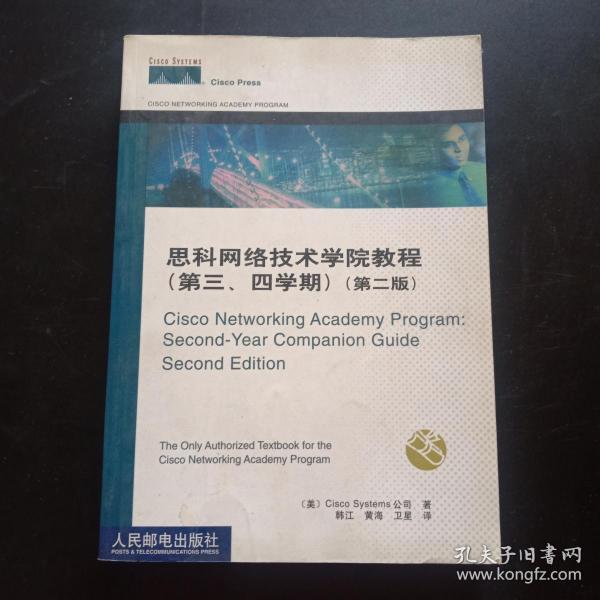 CISCO SYSTEMS
Cisco Press
CISCO NETWORKING ACADEMY PROGRAM
思科网络技术学院教程
(第三、四学期)(第二版)
Cisco Networking Academy Program:
Second-Year Companion Guide
Second Edition
The Only Authorized Textbook for the
Cisco Networking Academy Program
〔美〕Cisco Systems 公司 著
韩江 黄海 卫星 译
人民邮电出版社
POSTS & TELECOMMUNICATIONS PRESS
孔夫子旧书网
www.kongfz.com